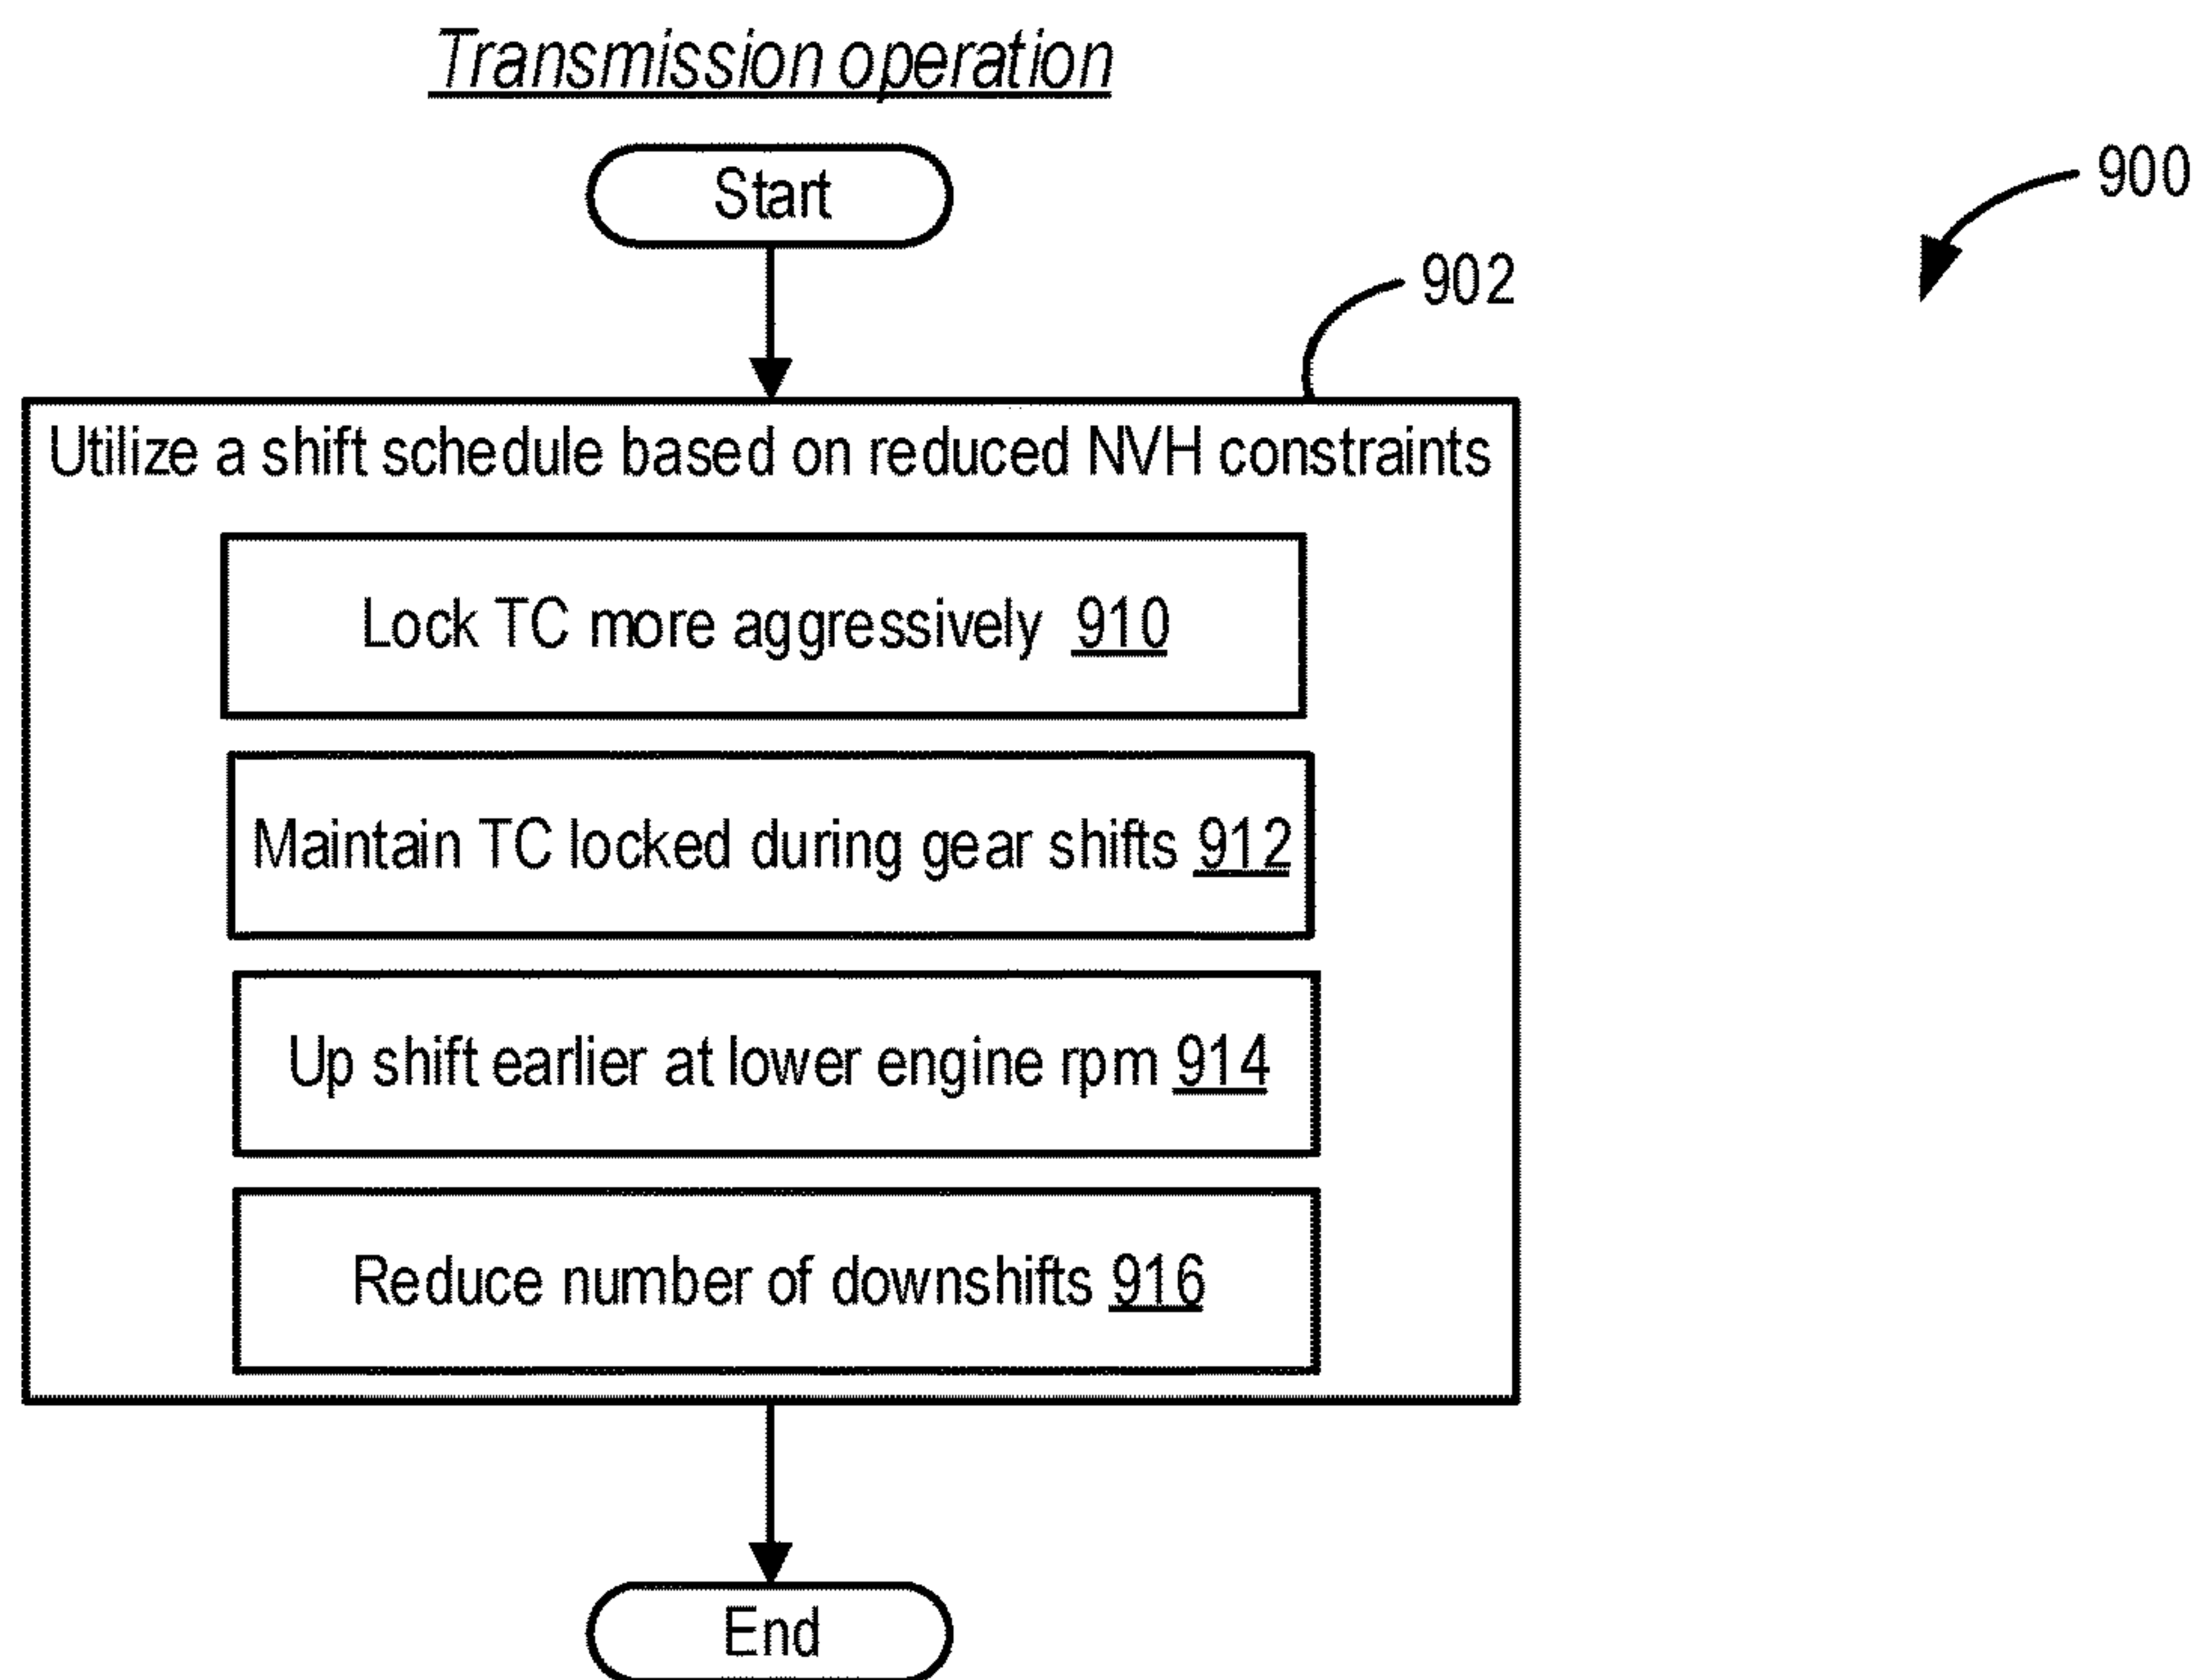 Transmission operation
Start
900
902
Utilize a shift schedule based on reduced NVH constraints
Lock TC more aggressively 910
Maintain TC locked during gear shifts 912
Up shift earlier at lower engine rpm 914
Reduce number of downshifts 916
End